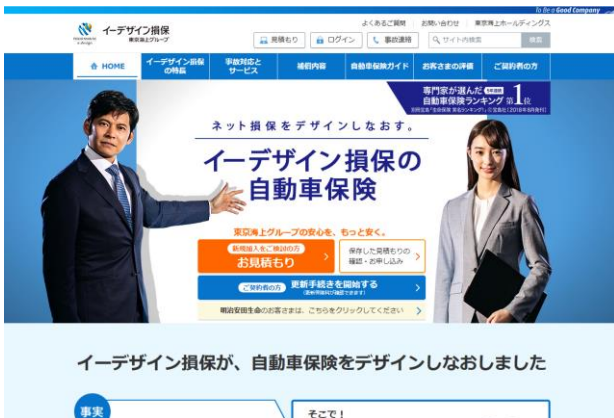 To Be a Good Company
イーデザイン損保
東京海上グループ
よくあるご質問
お問い合わせ
東京海上ホールディングス
見積もり
ログイン
事故連絡
サイト内検索
検索
HOME
イーデザイン損保
の特長
事故対応と
サービス
補償内容
自動車保険ガイド
お客さまの評価
ご契約者の方
専門家が選んだ
自動車保険ランキング 第1位
ネット損保をデザインしなおす。
イーデザイン損保の
自動車保険
東京海上グループの安心を、もっと安く。
新規加入をご検討の方
お見積もり
保存した見積もりの
確認・お申し込み
ご契約者の方
更新手続きを開始する
明治安田生命のお客さまは、こちらをクリックしてください
イーデザイン損保が、自動車保険をデザインしなおしました
事実
そこで！